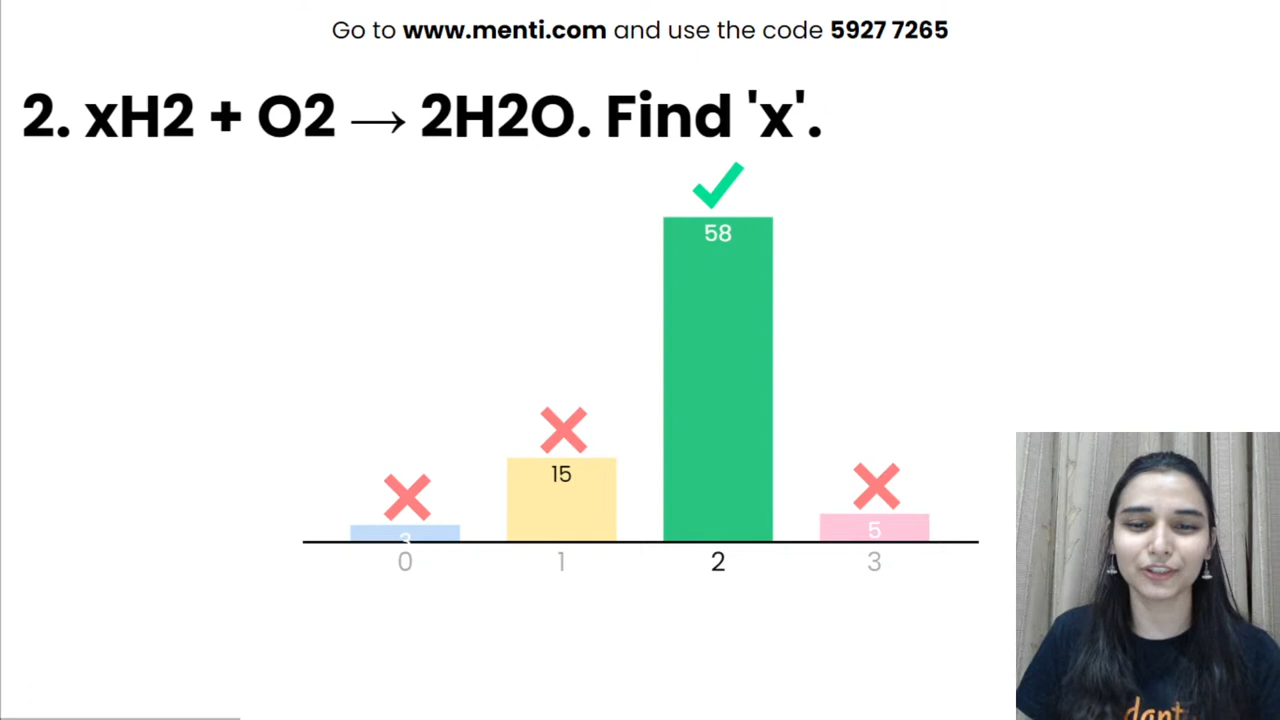 Go to www.menti.com and use the code 5927 7265
2. xH2 + O2 → 2H2O. Find 'x'.
58
15
5
3
0 1 2 3